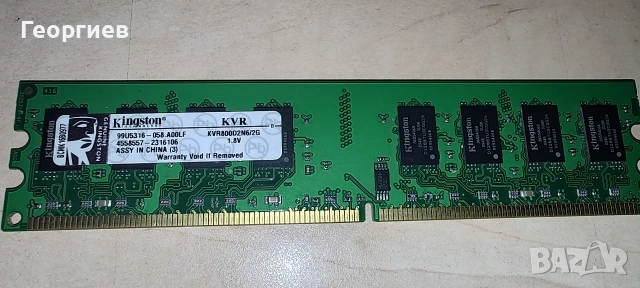 Георгиев
Kingston KVR
99U5316-058.A00LF KVR800D2N6/2G
4558557-2316106 1.8V
ASSY IN CHINA (3)
Warranty Void If Removed
GENUINE
KINGSTON
Kingston
Kingston
Kingston
Kingston
BAZAR